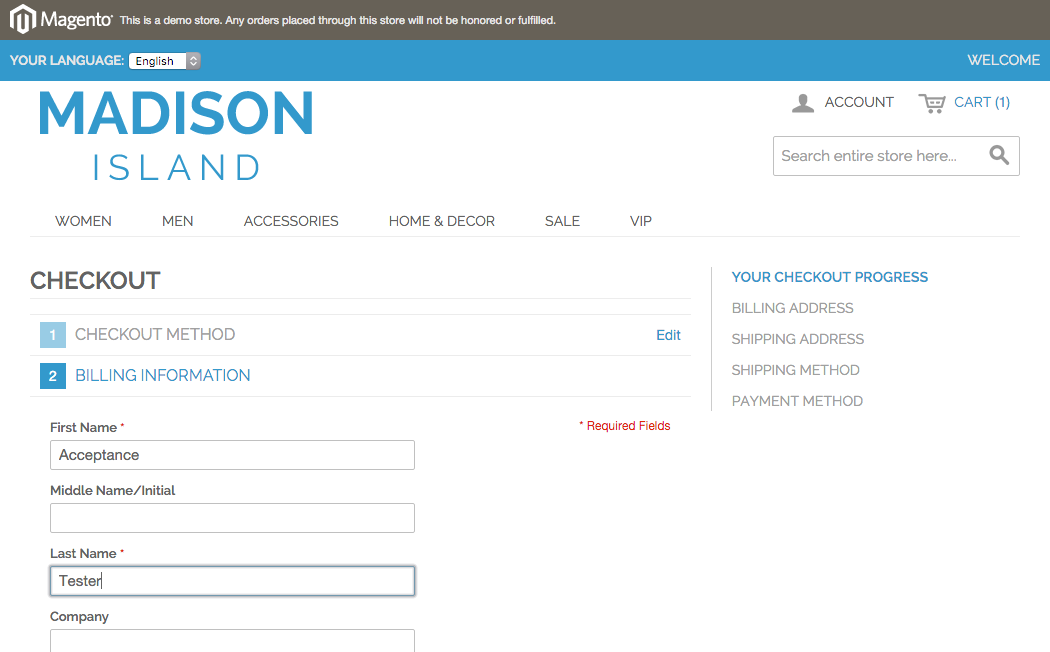 Magento This is a demo store. Any orders placed through this store will not be honored or fulfilled.
YOUR LANGUAGE: English WELCOME
MADISON
ISLAND
ACCOUNT CART (1)
Search entire store here...
WOMEN MEN ACCESSORIES HOME & DECOR SALE VIP
CHECKOUT
1 CHECKOUT METHOD Edit
2 BILLING INFORMATION
* Required Fields
First Name *
Acceptance
Middle Name/Initial
Last Name *
Tester
Company
YOUR CHECKOUT PROGRESS
BILLING ADDRESS
SHIPPING ADDRESS
SHIPPING METHOD
PAYMENT METHOD